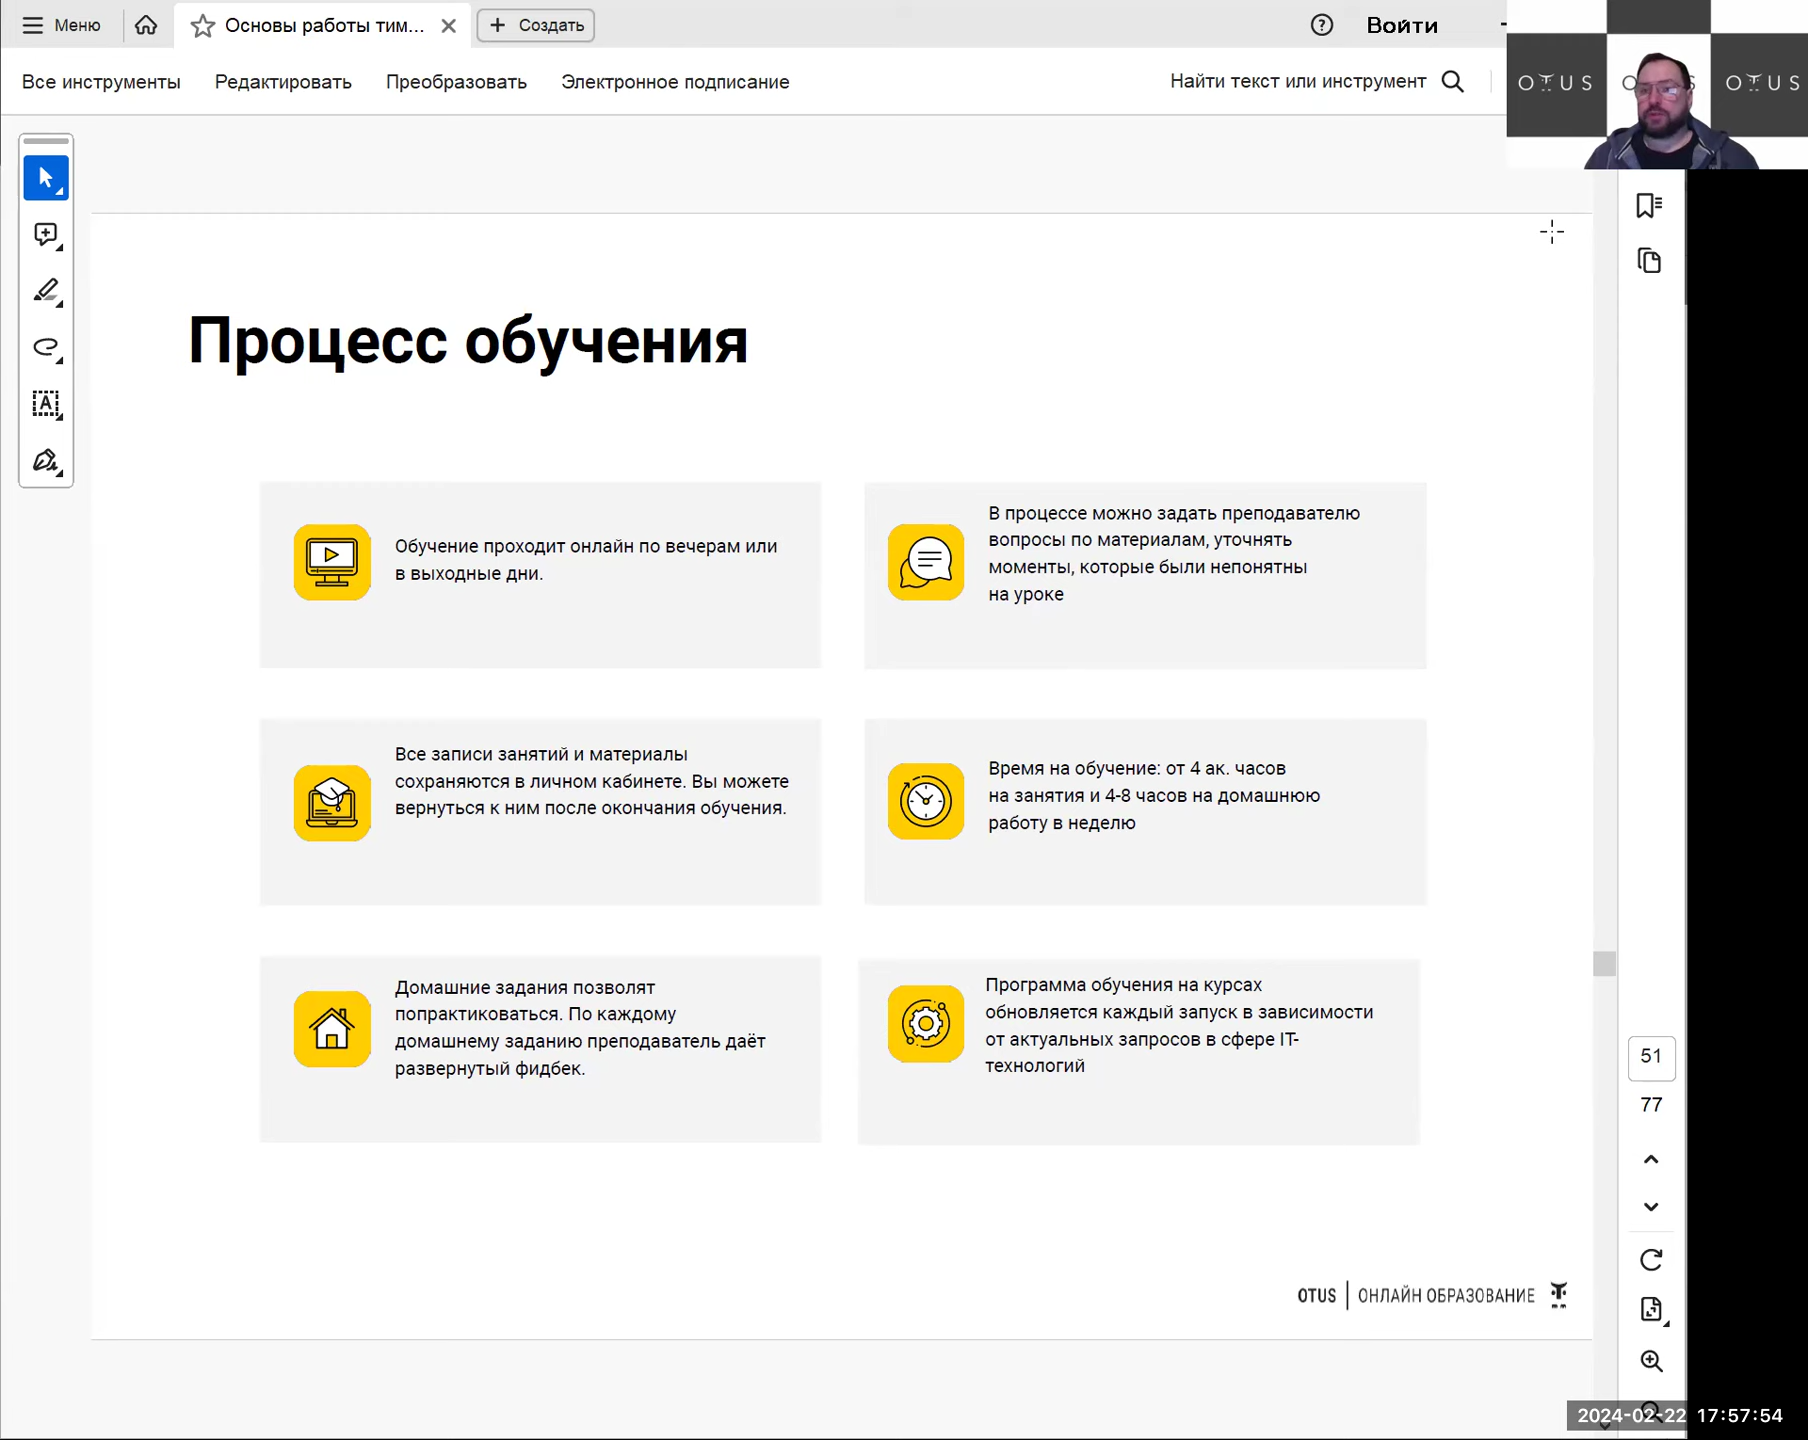 Меню
Основы работы тим...
Создать
Войти
Все инструменты
Редактировать
Преобразовать
Электронное подписание
Найти текст или инструмент
OTUS
OTUS
Процесс обучения
Обучение проходит онлайн по вечерам или
в выходные дни.
В процессе можно задать преподавателю
вопросы по материалам, уточнять
моменты, которые были непонятны
на уроке
Все записи занятий и материалы
сохраняются в личном кабинете. Вы можете
вернуться к ним после окончания обучения.
Время на обучение: от 4 ак. часов
на занятия и 4-8 часов на домашнюю
работу в неделю
Домашние задания позволят
попрактиковаться. По каждому
домашнему заданию преподаватель даёт
развернутый фидбек.
Программа обучения на курсах
обновляется каждый запуск в зависимости
от актуальных запросов в сфере IT-
технологий
51
77
OTUS | ОНЛАЙН ОБРАЗОВАНИЕ
2024-02-22 17:57:54